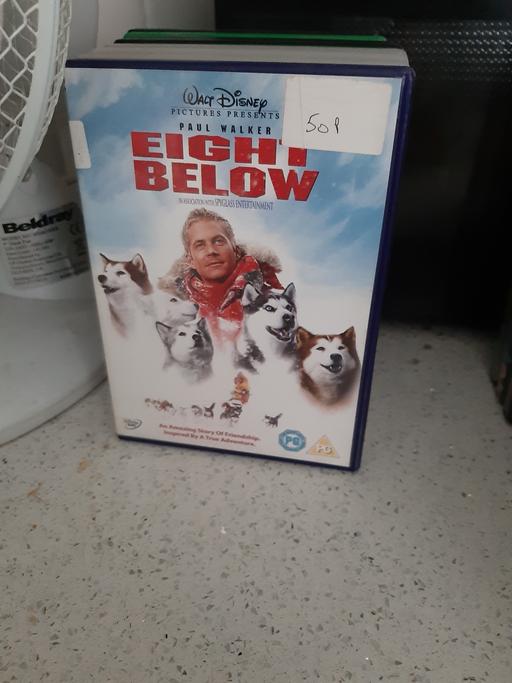 WALT DISNEY
PICTURES PRESENTS
50p
PAUL WALKER
EIGHT
BELOW
IN ASSOCIATION WITH SPYGLASS ENTERTAINMENT
An Amazing Story Of Friendship.
Inspired By A True Adventure.
PG
PG
Beldray